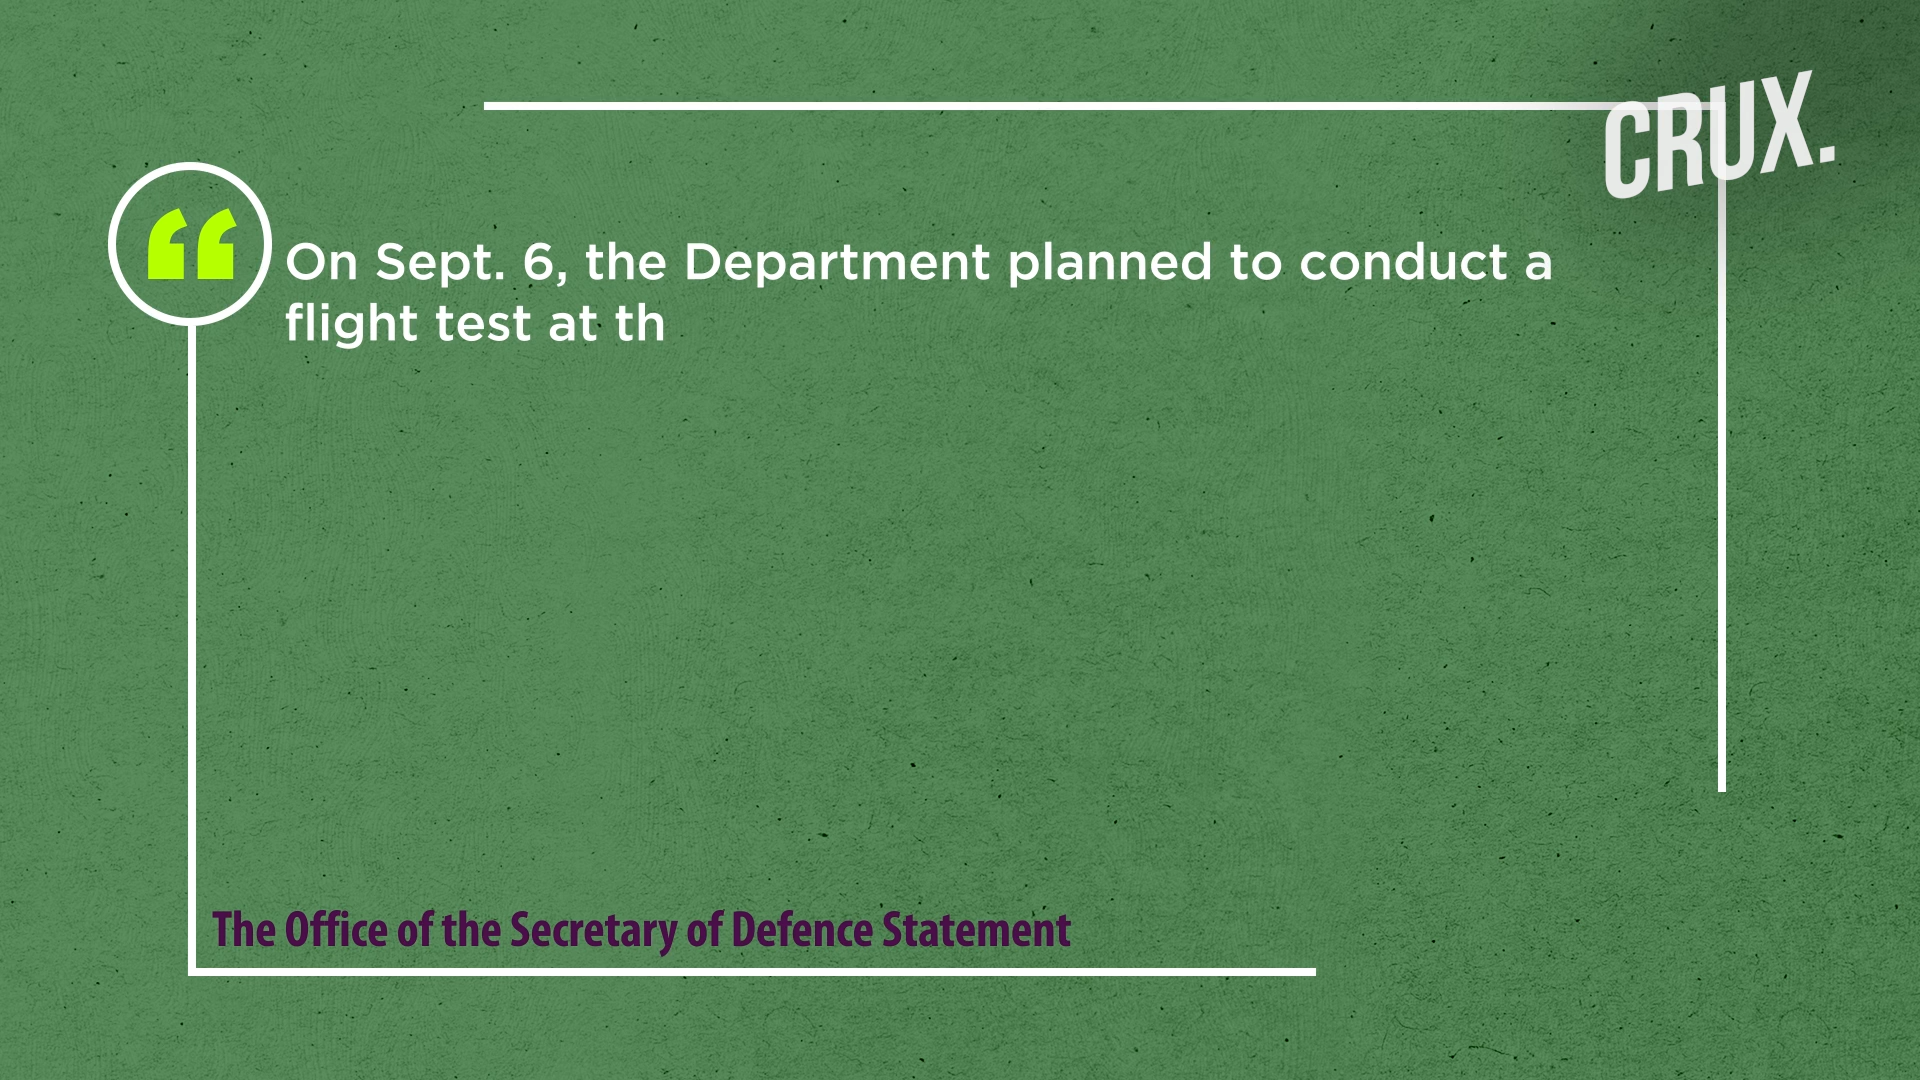 CRUX.
On Sept. 6, the Department planned to conduct a
flight test at th
The Office of the Secretary of Defence Statement